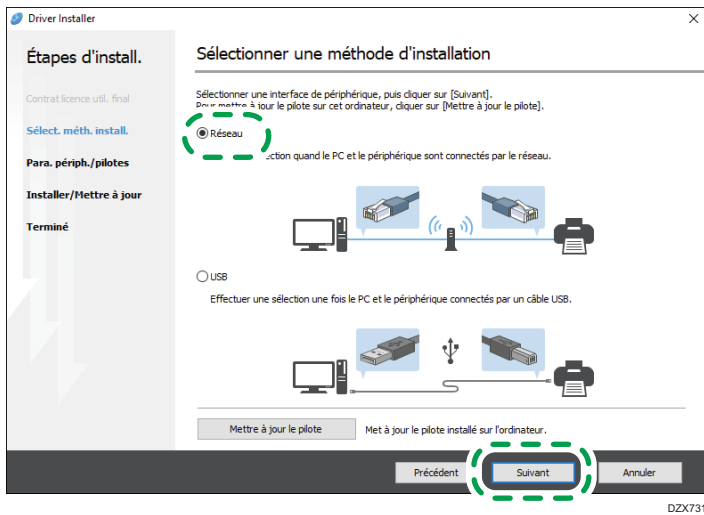 Driver Installer
Étapes d'install.
Contrat licence util. final
Sélect. méth. install.
Para. périph./pilotes
Installer/Mettre à jour
Terminé
Sélectionner une méthode d'installation
Sélectionner une interface de périphérique, puis cliquer sur [Suivant].
Pour mettre à jour le pilote sur cet ordinateur, cliquer sur [Mettre à jour le pilote].
Réseau
quand le PC et le périphérique sont connectés par le réseau.
USB
Effectuer une sélection une fois le PC et le périphérique connectés par un câble USB.
Mettre à jour le pilote
Met à jour le pilote installé sur l'ordinateur.
Précédent
Suivant
Annuler
DZX731